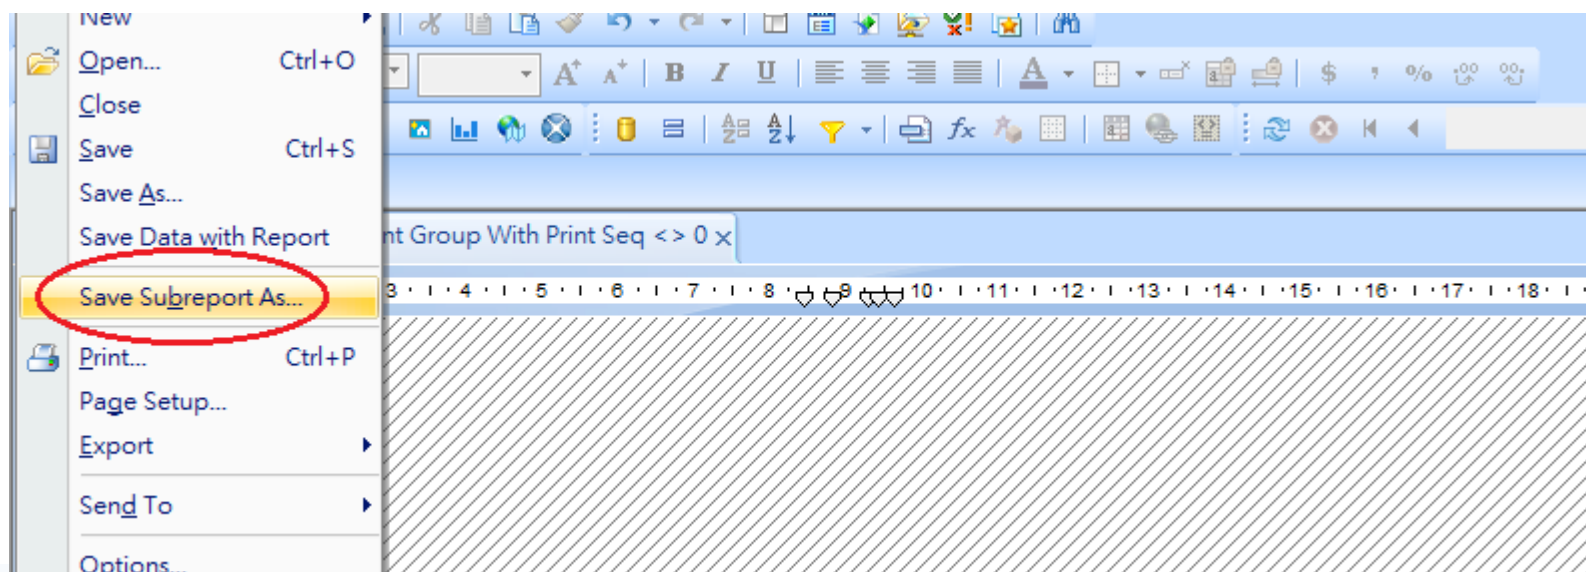 New
Open... Ctrl+O
Close
Save Ctrl+S
Save As...
Save Data with Report
Save Subreport As...
Print... Ctrl+P
Page Setup...
Export
Send To
Options...
A A B I U A $ , %
fx
nt Group With Print Seq <> 0 x
3 4 5 6 7 8 9 10 11 12 13 14 15 16 17 18